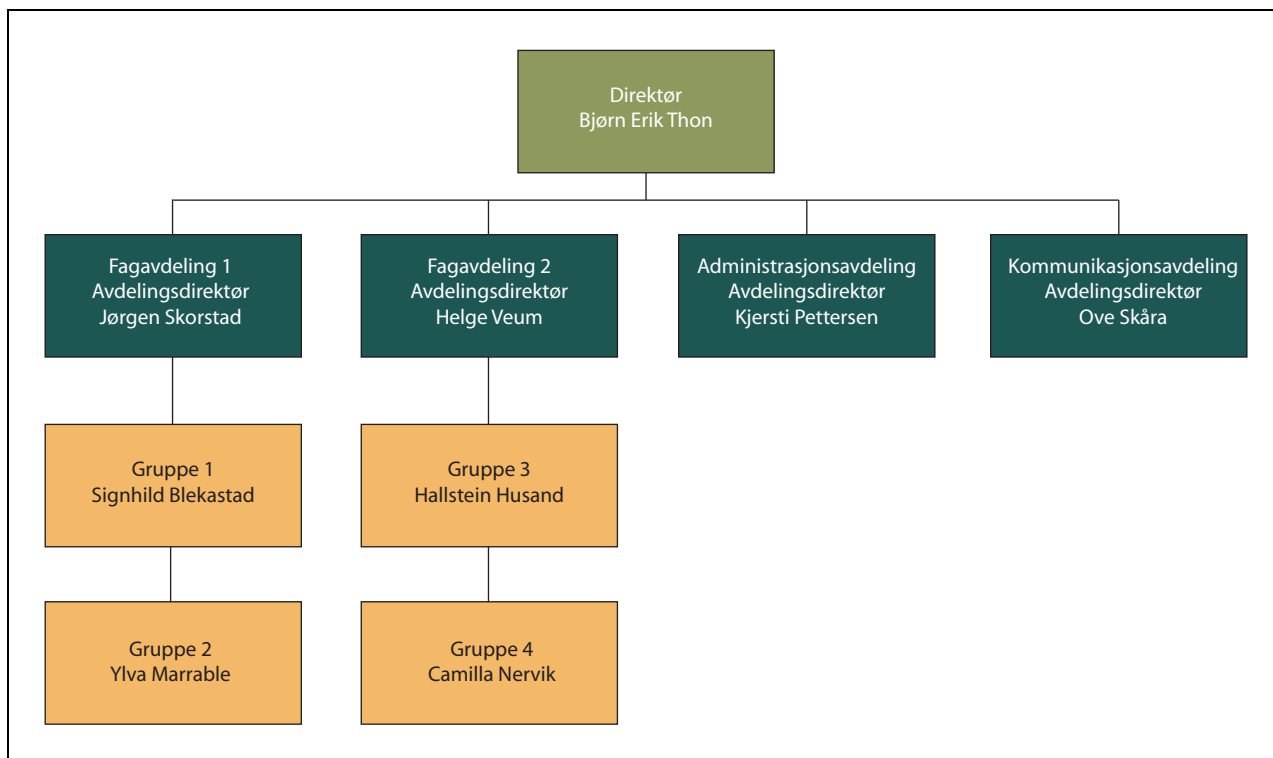 Direktør
Bjørn Erik Thon
Fagavdeling 1
Avdelingsdirektør
Jørgen Skorstad
Fagavdeling 2
Avdelingsdirektør
Helge Veum
Administrasjonsavdeling
Avdelingsdirektør
Kjersti Pettersen
Kommunikasjonsavdeling
Avdelingsdirektør
Ove Skåra
Gruppe 1
Signhild Blekastad
Gruppe 3
Hallstein Husand
Gruppe 2
Ylva Marrable
Gruppe 4
Camilla Nervik